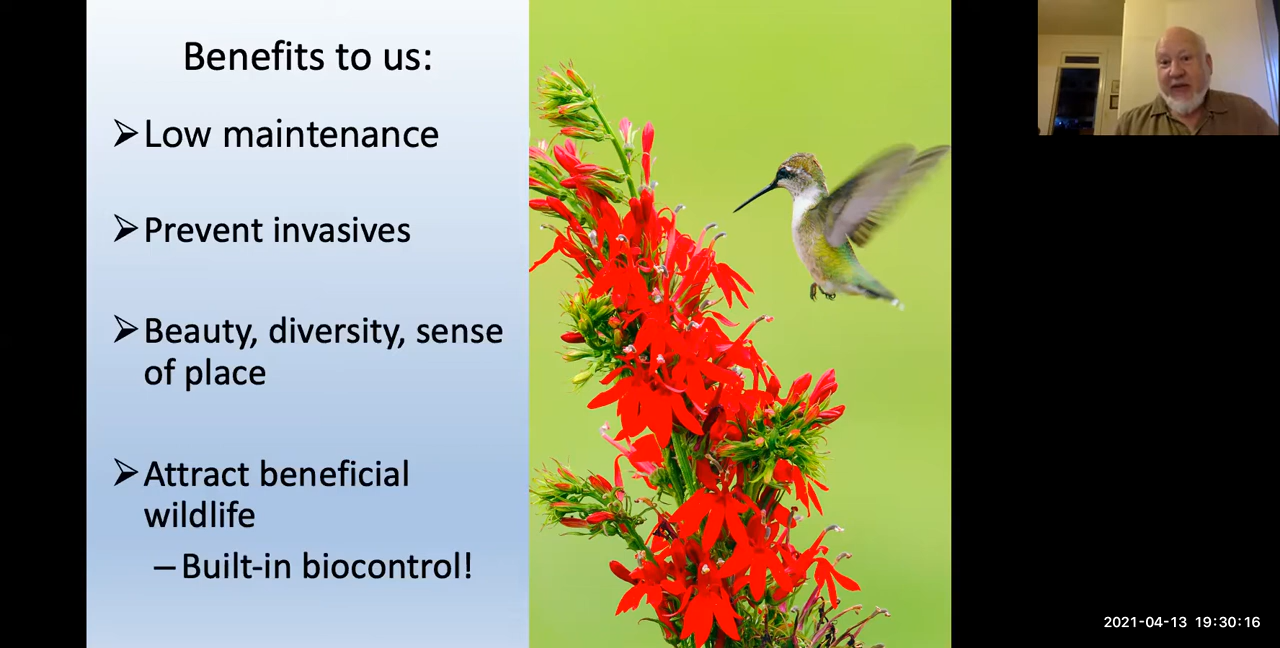 Benefits to us:
➢Low maintenance
➢Prevent invasives
➢Beauty, diversity, sense
of place
➢Attract beneficial
wildlife
– Built-in biocontrol!
2021-04-13 19:30:16